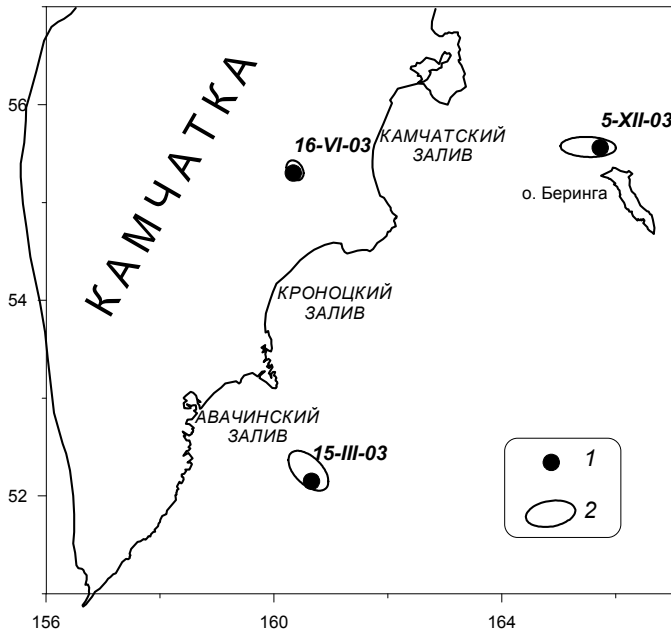 56
5-XII-03
16-VI-03
КАМЧАТСКИЙ
ЗАЛИВ
о. Беринга
КАМЧАТКА
54
КРОНОЦКИЙ
ЗАЛИВ
АВАЧИНСКИЙ
ЗАЛИВ
15-III-03
1
52
2
156
160
164